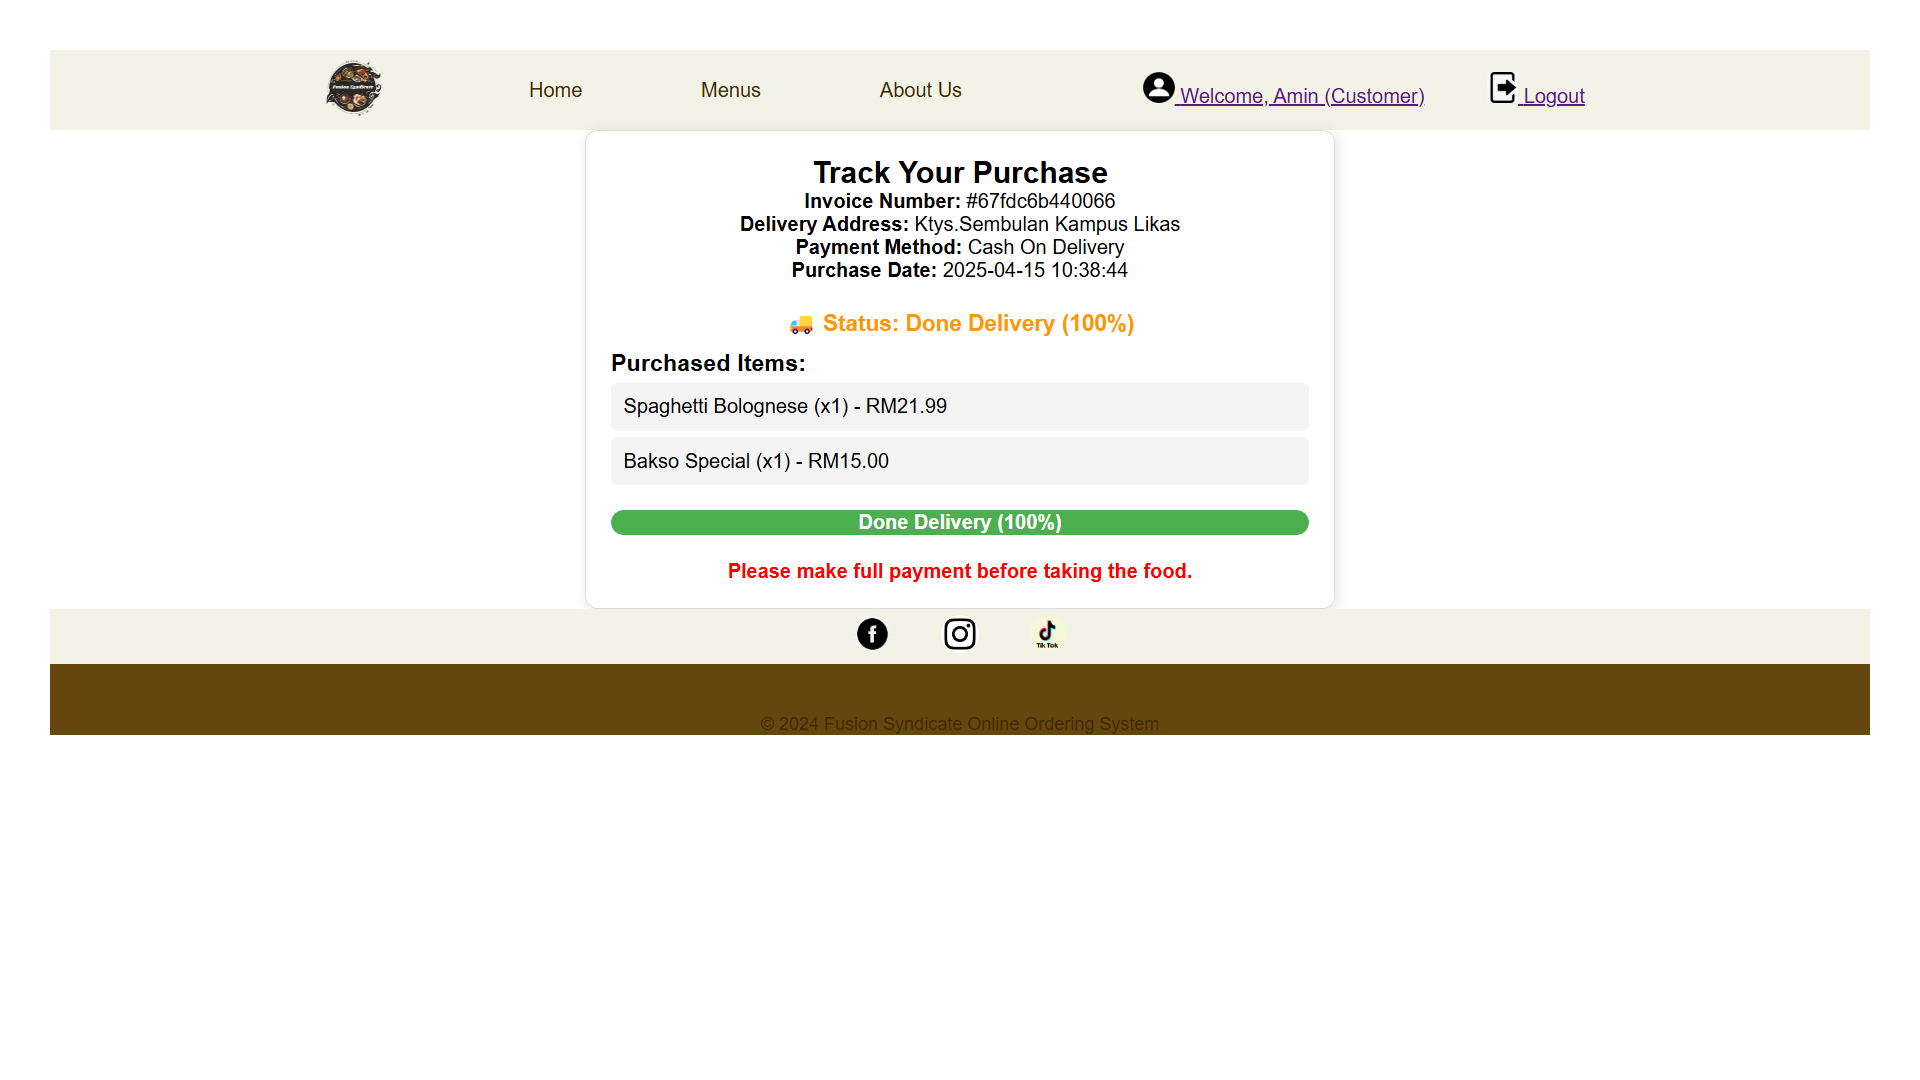 Fusion Syndicate
Home
Menus
About Us
Welcome, Amin (Customer)
Logout
Track Your Purchase
Invoice Number: #67fdc6b440066
Delivery Address: Ktys.Sembulan Kampus Likas
Payment Method: Cash On Delivery
Purchase Date: 2025-04-15 10:38:44
🚚 Status: Done Delivery (100%)
Purchased Items:
Spaghetti Bolognese (x1) - RM21.99
Bakso Special (x1) - RM15.00
Done Delivery (100%)
Please make full payment before taking the food.
Tik Tok
© 2024 Fusion Syndicate Online Ordering System